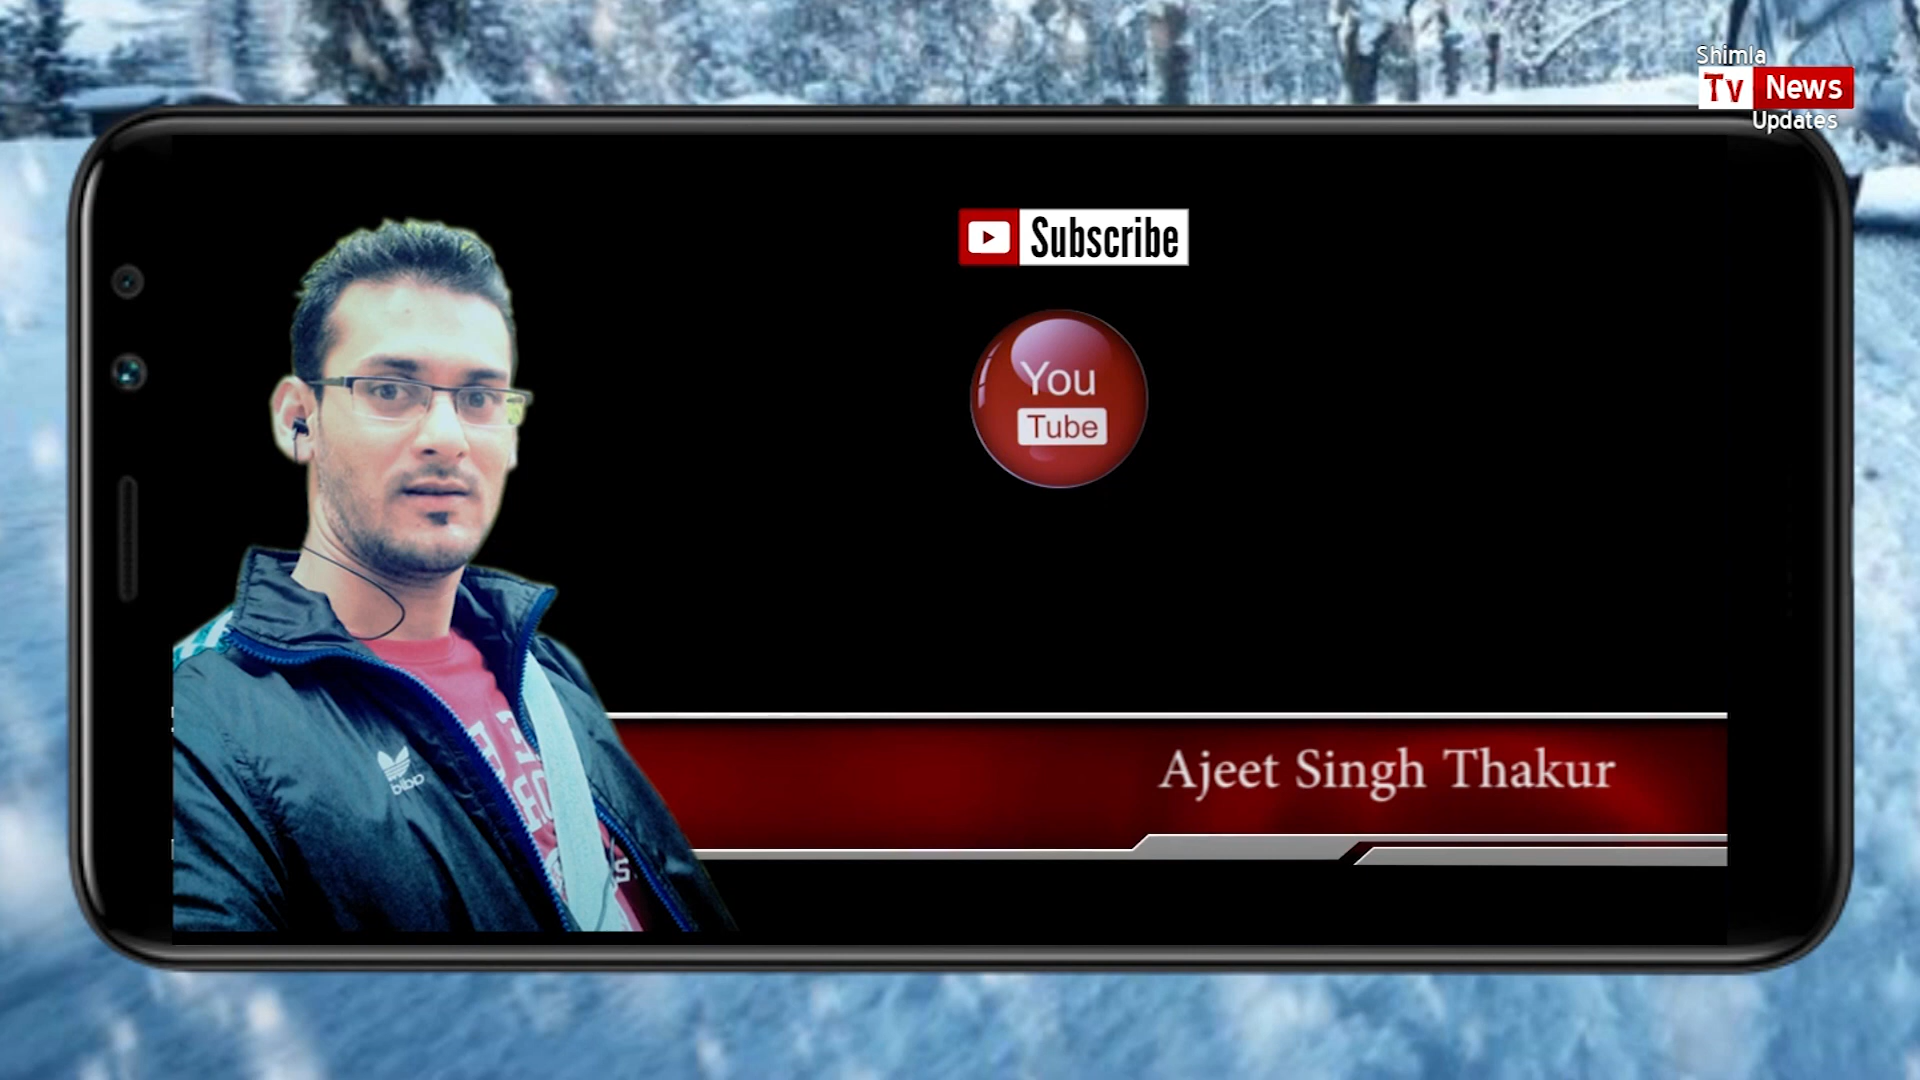 Shimla
Tv News
Updates
Subscribe
You
Tube
Ajeet Singh Thakur